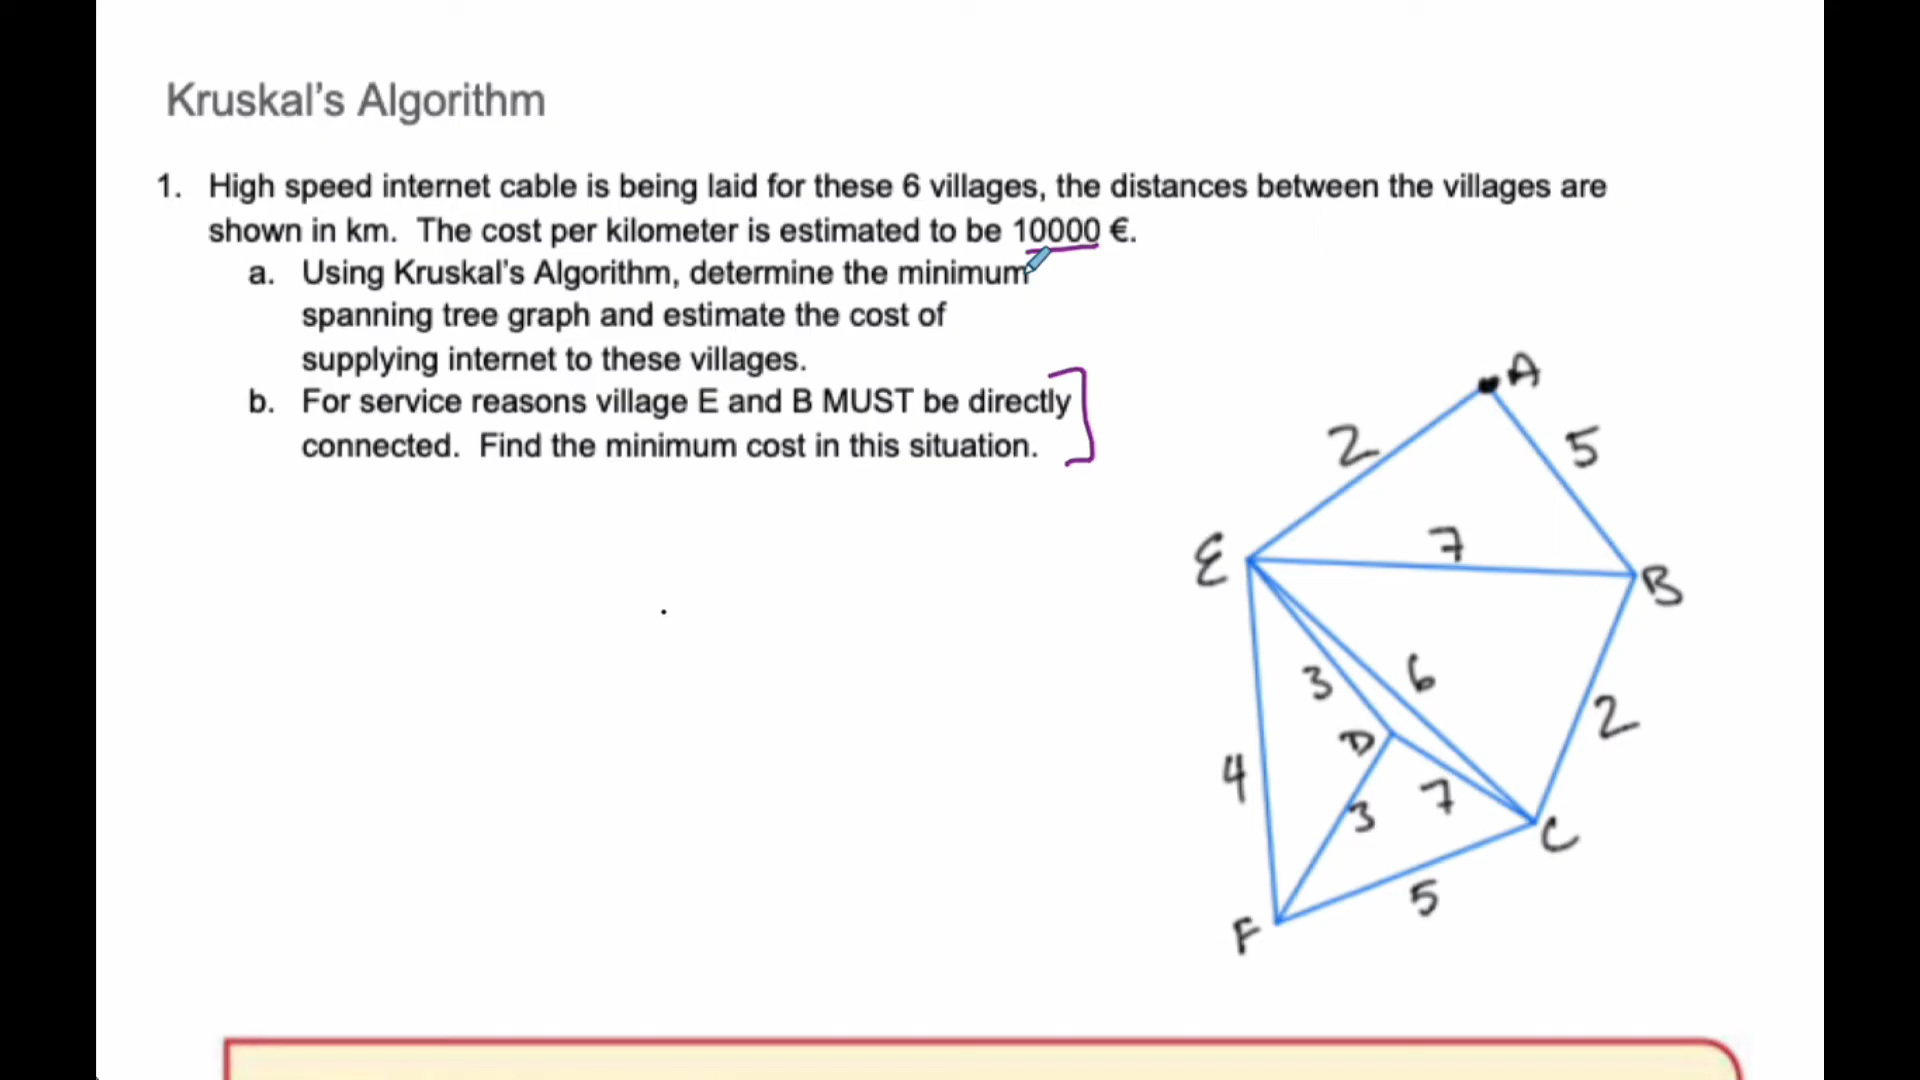 Kruskal's Algorithm
1. High speed internet cable is being laid for these 6 villages, the distances between the villages are
shown in km. The cost per kilometer is estimated to be 10000 €.
a. Using Kruskal's Algorithm, determine the minimum
spanning tree graph and estimate the cost of
supplying internet to these villages.
b. For service reasons village E and B MUST be directly
connected. Find the minimum cost in this situation.
A
2
5
7
E
B
3
6
2
D
4
7
3
C
5
F